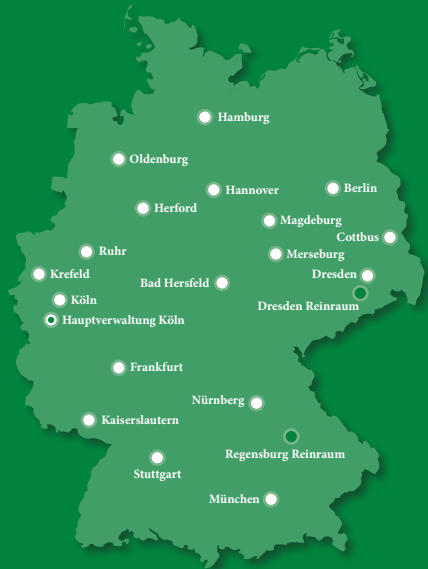 Hamburg
Oldenburg
Hannover
Berlin
Herford
Magdeburg
Cottbus
Ruhr
Merseburg
Krefeld
Dresden
Bad Hersfeld
Köln
Dresden Reinraum
Hauptverwaltung Köln
Frankfurt
Nürnberg
Kaiserslautern
Regensburg Reinraum
Stuttgart
München